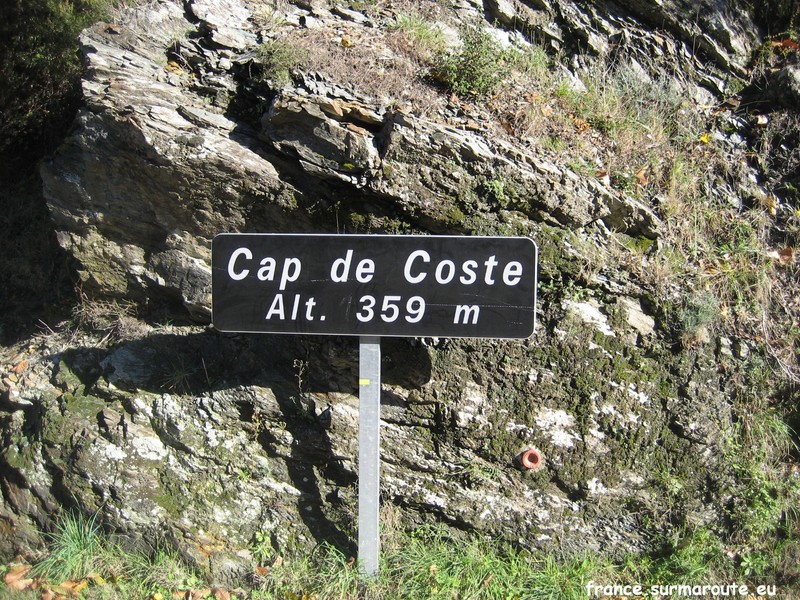 Cap de Coste
Alt. 359 m
france.surmaroute.eu